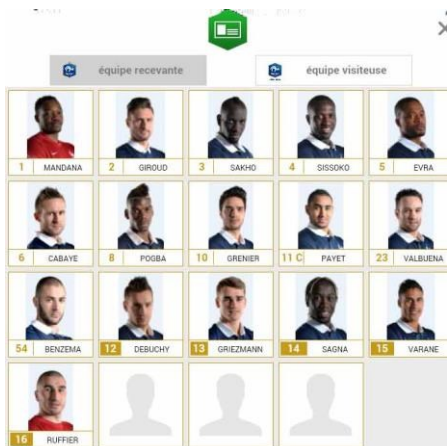 équipe recevante
équipe visiteuse
1 MANDANA
2 GIROUD
3 SAKHO
4 SISSOKO
5 EVRA
6 CABAYE
8 POGBA
10 GRENIER
11 C PAYET
23 VALBUENA
54 BENZEMA
12 DEBUCHY
13 GRIEZMANN
14 SAGNA
15 VARANE
16 RUFFIER